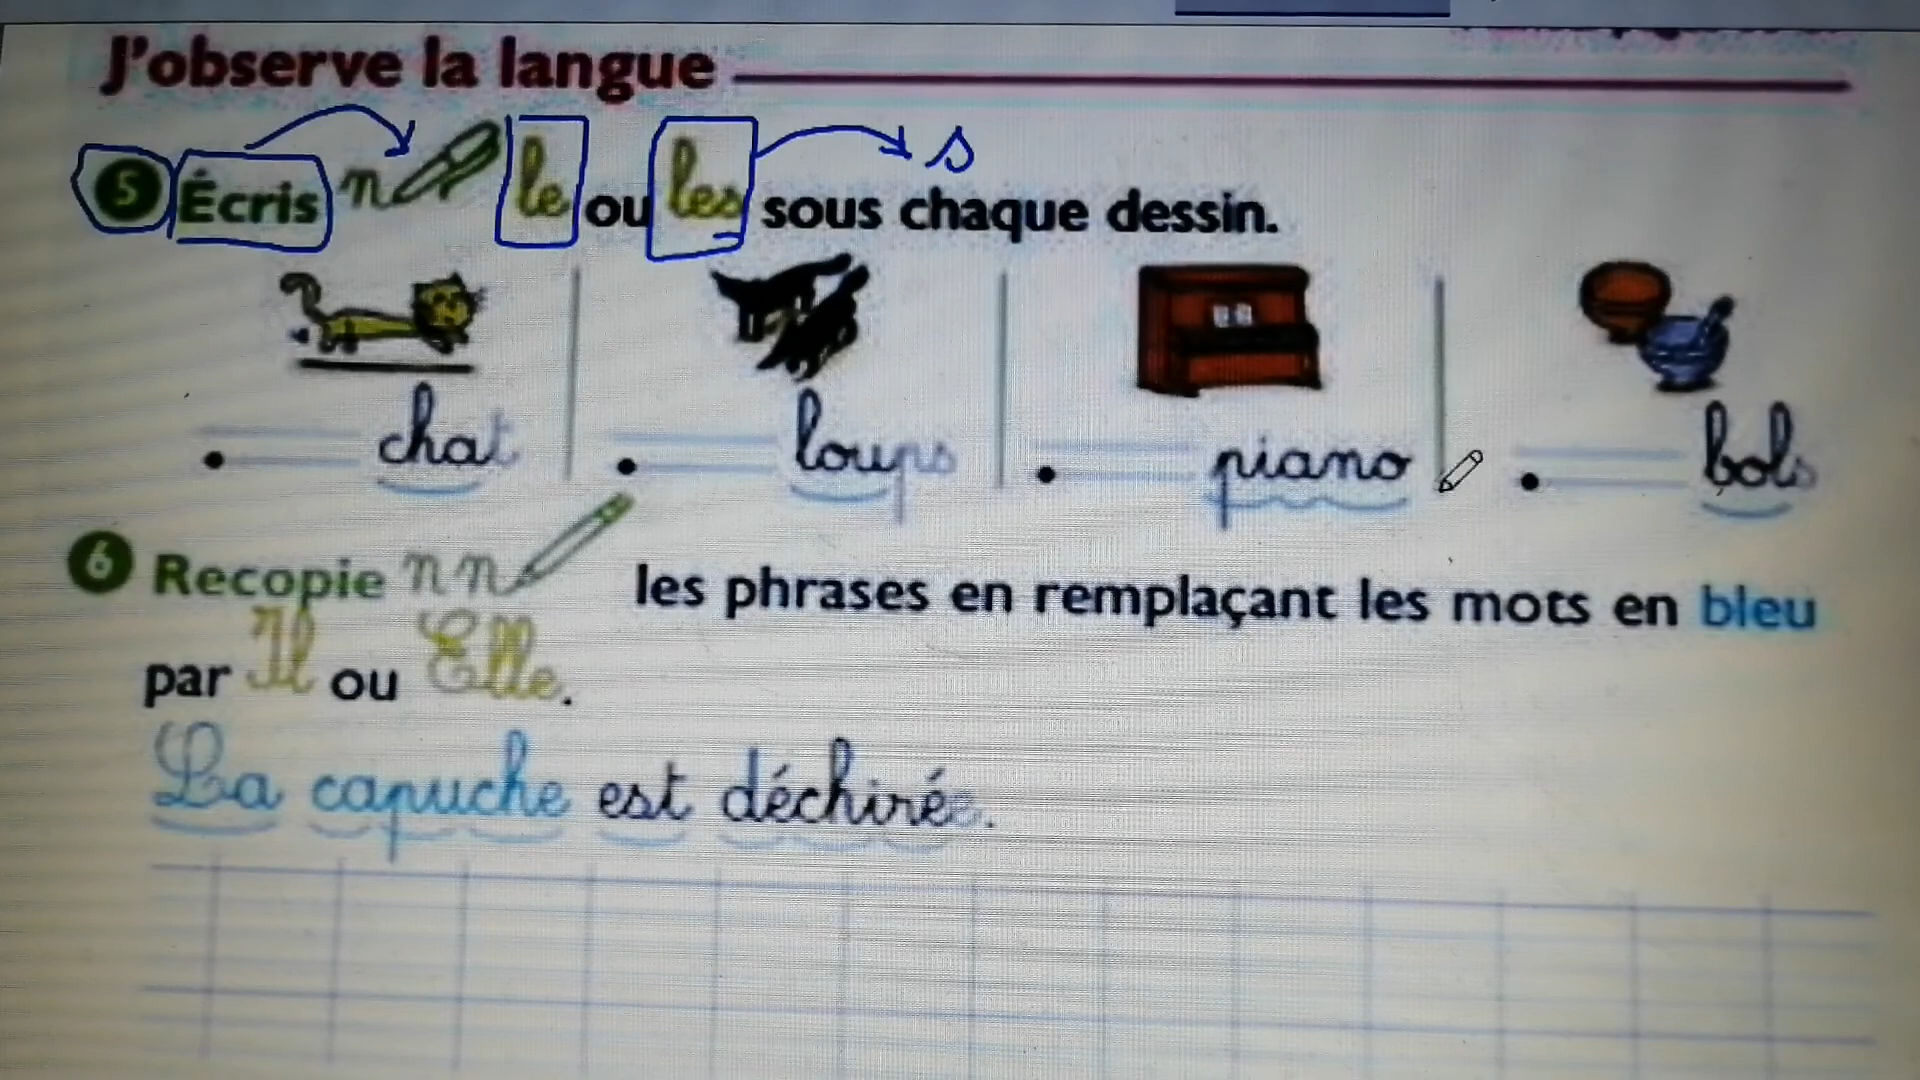 J'observe la langue
5 Écris n le ou les s sous chaque dessin.
chat loups piano bols
6 Recopie nn les phrases en remplaçant les mots en bleu
par Il ou Elle.
La capuche est déchirée.